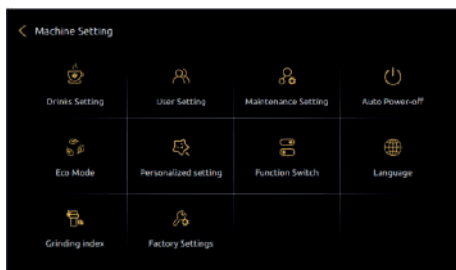 Machine Setting
Drinks Setting
User Setting
Maintenance Setting
Auto Power-off
Eco Mode
Personalized setting
Function Switch
Language
Grinding index
Factory Settings